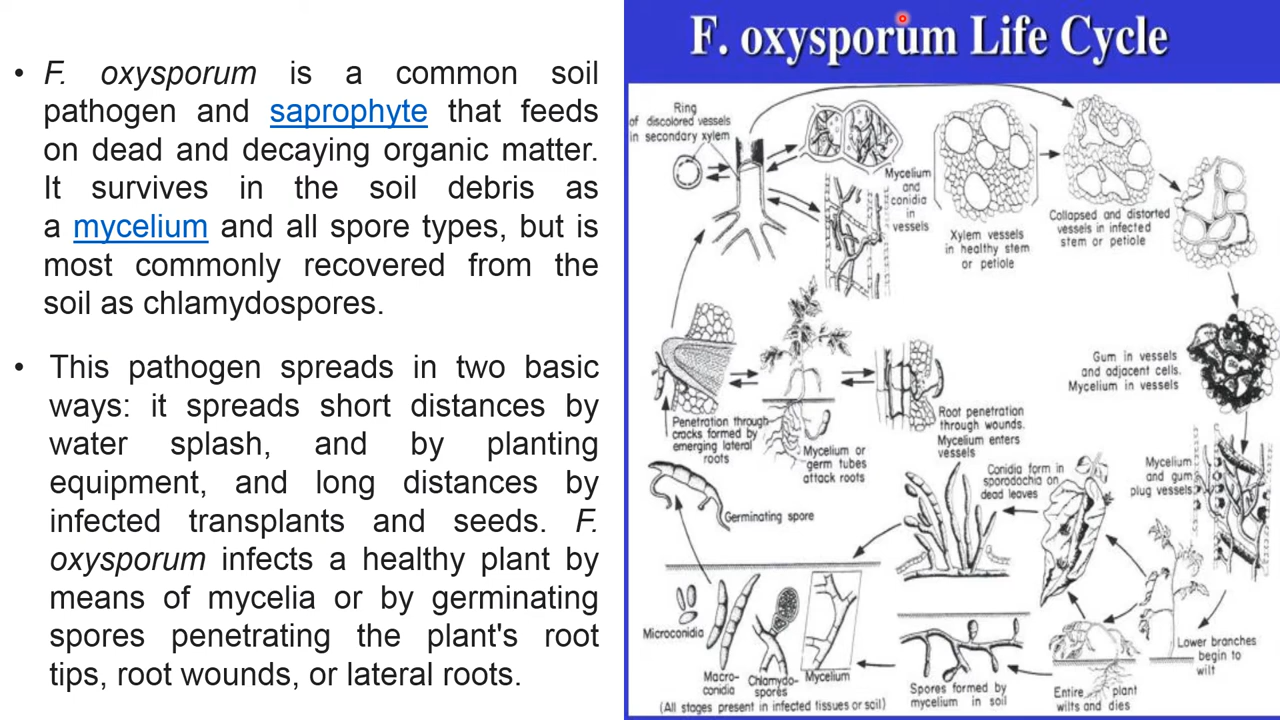 • F. oxysporum is a common soil
pathogen and saprophyte that feeds
on dead and decaying organic matter.
It survives in the soil debris as
a mycelium and all spore types, but is
most commonly recovered from the
soil as chlamydospores.
• This pathogen spreads in two basic
ways: it spreads short distances by
water splash, and by planting
equipment, and long distances by
infected transplants and seeds. F.
oxysporum infects a healthy plant by
means of mycelia or by germinating
spores penetrating the plant's root
tips, root wounds, or lateral roots.
F. oxysporum Life Cycle
Ring
of discolored vessels
in secondary xylem
Mycelium
and
conidia
in
vessels
Xylem vessels
in healthy stem
or petiole
Collapsed and distorted
vessels in infected
stem or petiole
Gum in vessels
and adjacent cells.
Mycelium in vessels
Penetration through
cracks formed by
emerging lateral
roots
Mycelium or
germ tubes
attack roots
Root penetration
through wounds.
Mycelium enters
vessels
Conidia form in
sporodochia on
dead leaves
Mycelium
and gum
plug vessels
Germinating spore
Microconidia
Macro-
conidia
Chlamydo-
spores
Mycelium
(All stages present in infected tissues or soil)
Spores formed by
mycelium in soil
Entire plant
wilts and dies
Lower branches
begin to
wilt